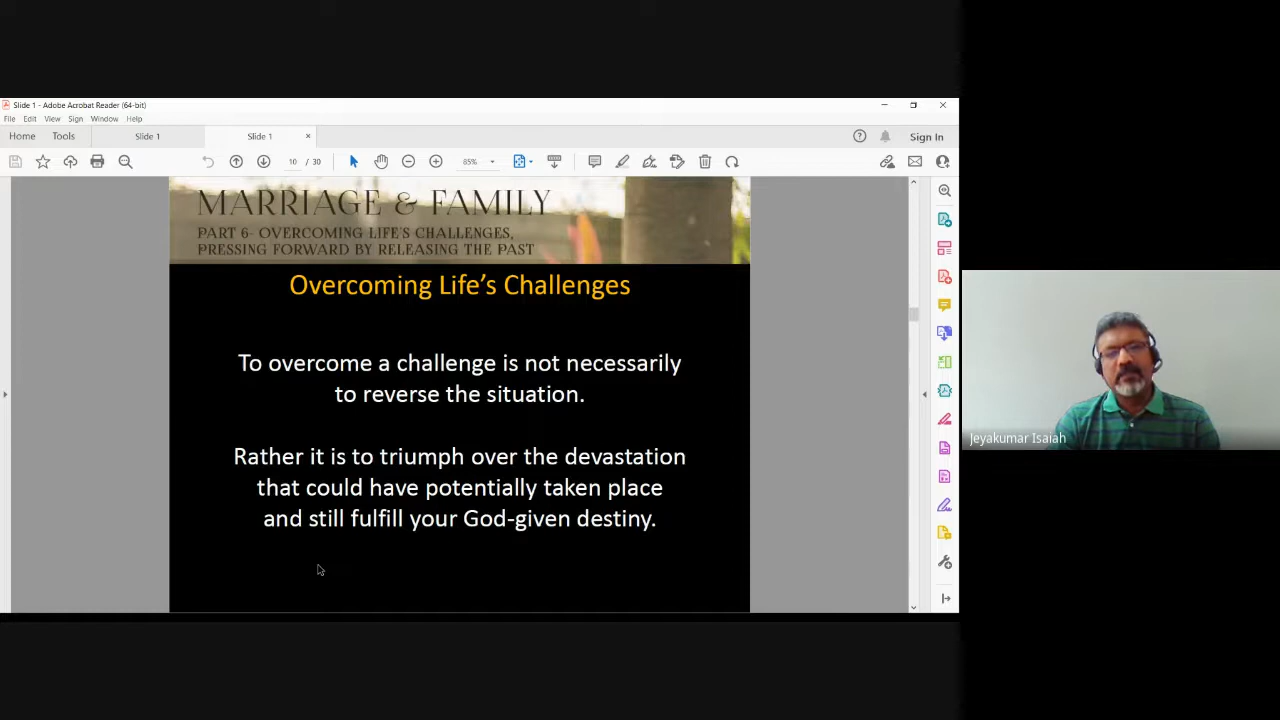 Slide 1 - Adobe Acrobat Reader (64-bit)
File Edit View Sign Window Help
Home Tools Slide 1 Slide 1 × Sign In
10 / 30 85%
MARRIAGE & FAMILY
PART 6- OVERCOMING LIFE'S CHALLENGES,
PRESSING FORWARD BY RELEASING THE PAST
Overcoming Life's Challenges
To overcome a challenge is not necessarily
to reverse the situation.
Rather it is to triumph over the devastation
that could have potentially taken place
and still fulfill your God-given destiny.
Jeyakumar Isaiah